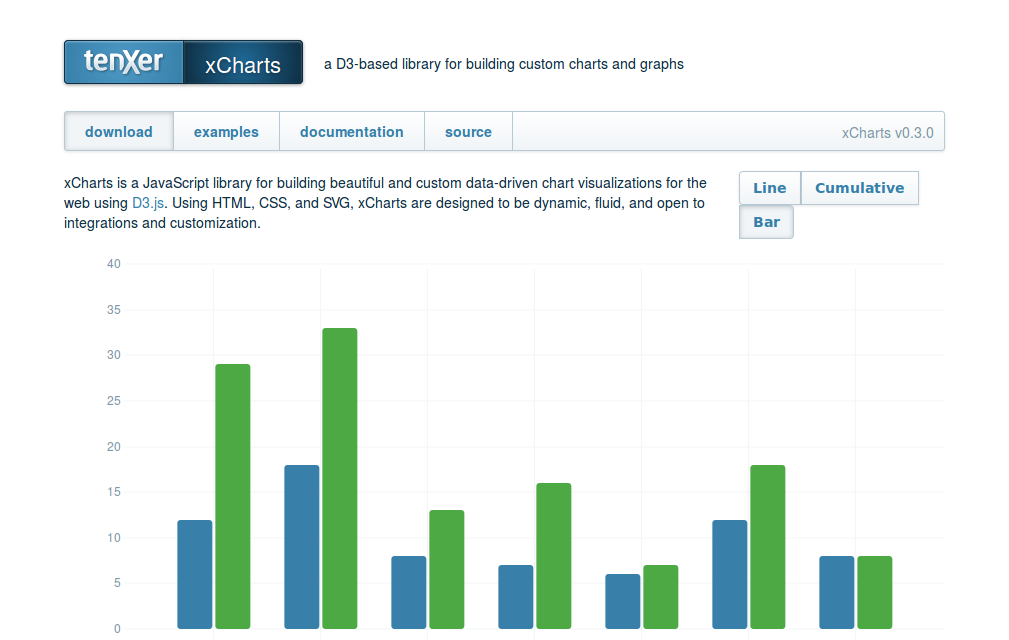 tenXer xCharts a D3-based library for building custom charts and graphs
download examples documentation source xCharts v0.3.0
xCharts is a JavaScript library for building beautiful and custom data-driven chart visualizations for the
web using D3.js. Using HTML, CSS, and SVG, xCharts are designed to be dynamic, fluid, and open to
integrations and customization.
Line Cumulative
Bar
40
35
30
25
20
15
10
5
0